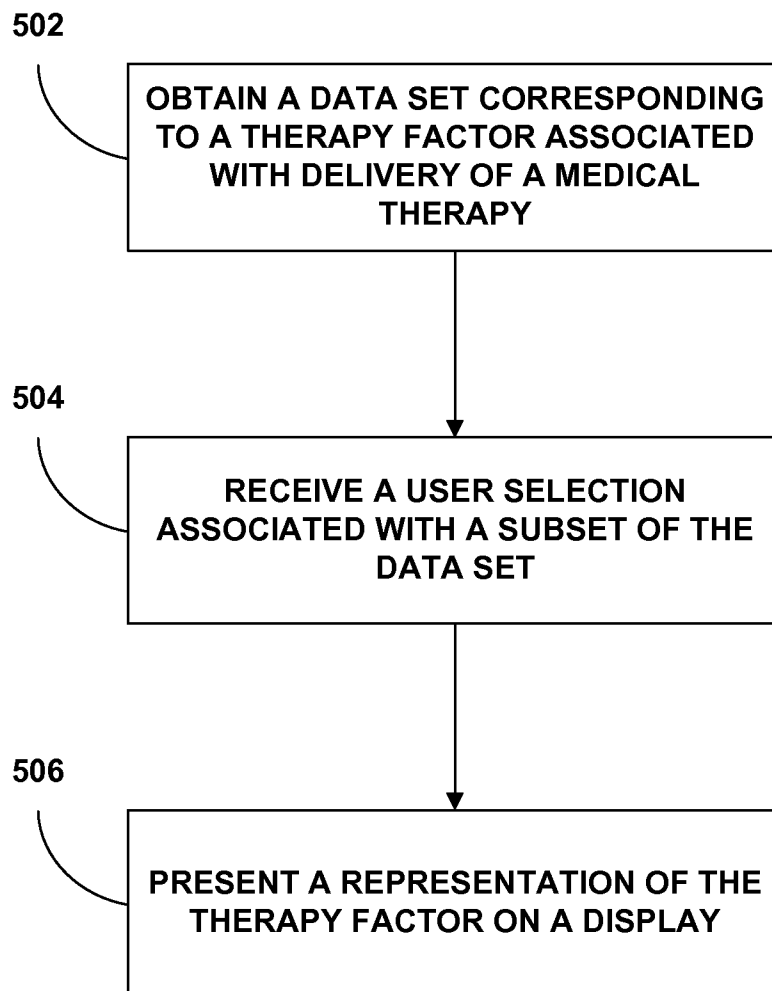 502
OBTAIN A DATA SET CORRESPONDING
TO A THERAPY FACTOR ASSOCIATED
WITH DELIVERY OF A MEDICAL
THERAPY
504
RECEIVE A USER SELECTION
ASSOCIATED WITH A SUBSET OF THE
DATA SET
506
PRESENT A REPRESENTATION OF THE
THERAPY FACTOR ON A DISPLAY